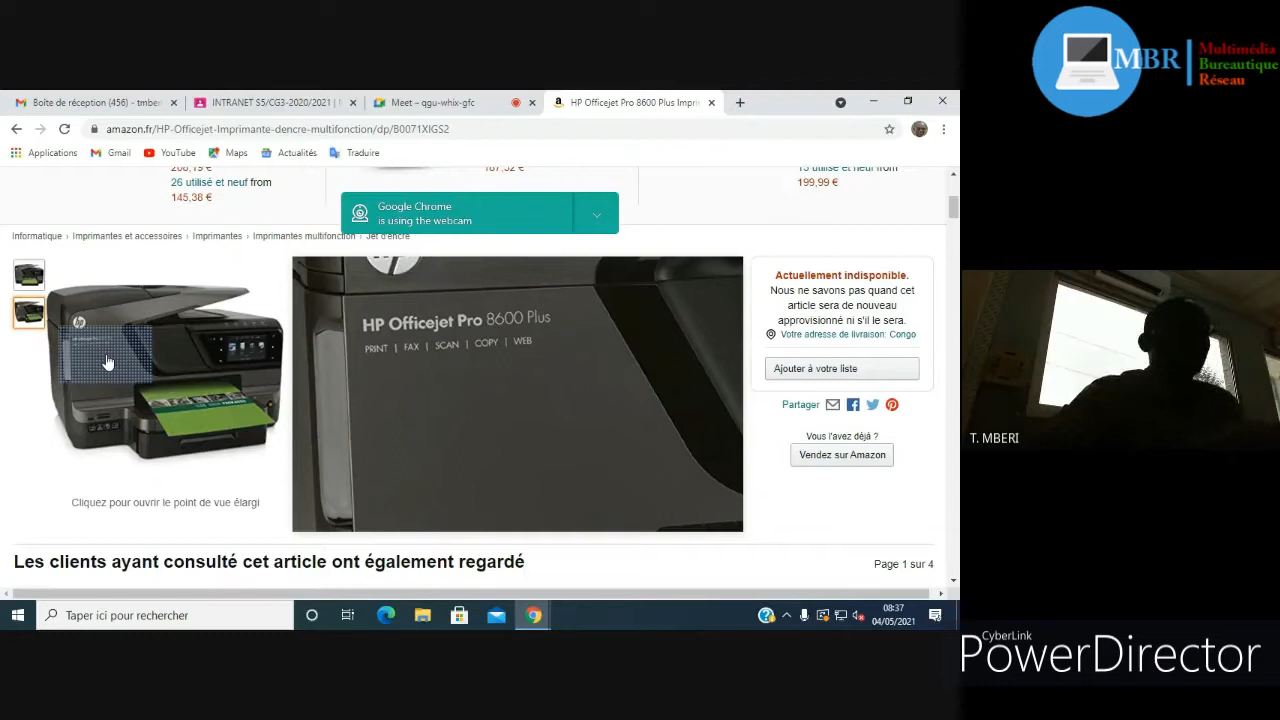 MBR
Multimédia
Bureautique
Réseau
Boîte de réception (456) - tmber
INTRANET S5/CG3-2020/2021 |
Meet – qgu-whix-gfc
HP Officejet Pro 8600 Plus Impri
amazon.fr/HP-Officejet-Imprimante-dencre-multifonction/dp/B0071XIGS2
Applications
Gmail
YouTube
Maps
Actualités
Traduire
26 utilisé et neuf from
145,38 €
199,99 €
Google Chrome
is using the webcam
Informatique › Imprimantes et accessoires › Imprimantes › Imprimantes multifonction › Jet d'encre
hp
HP Officejet Pro 8600 Plus
PRINT | FAX | SCAN | COPY | WEB
Cliquez pour ouvrir le point de vue élargi
Actuellement indisponible.
Nous ne savons pas quand cet
article sera de nouveau
approvisionné ni s'il le sera.
Votre adresse de livraison: Congo
Ajouter à votre liste
Partager
Vous l'avez déjà ?
Vendez sur Amazon
T. MBERI
Les clients ayant consulté cet article ont également regardé
Page 1 sur 4
Taper ici pour rechercher
08:37
04/05/2021
CyberLink
PowerDirector